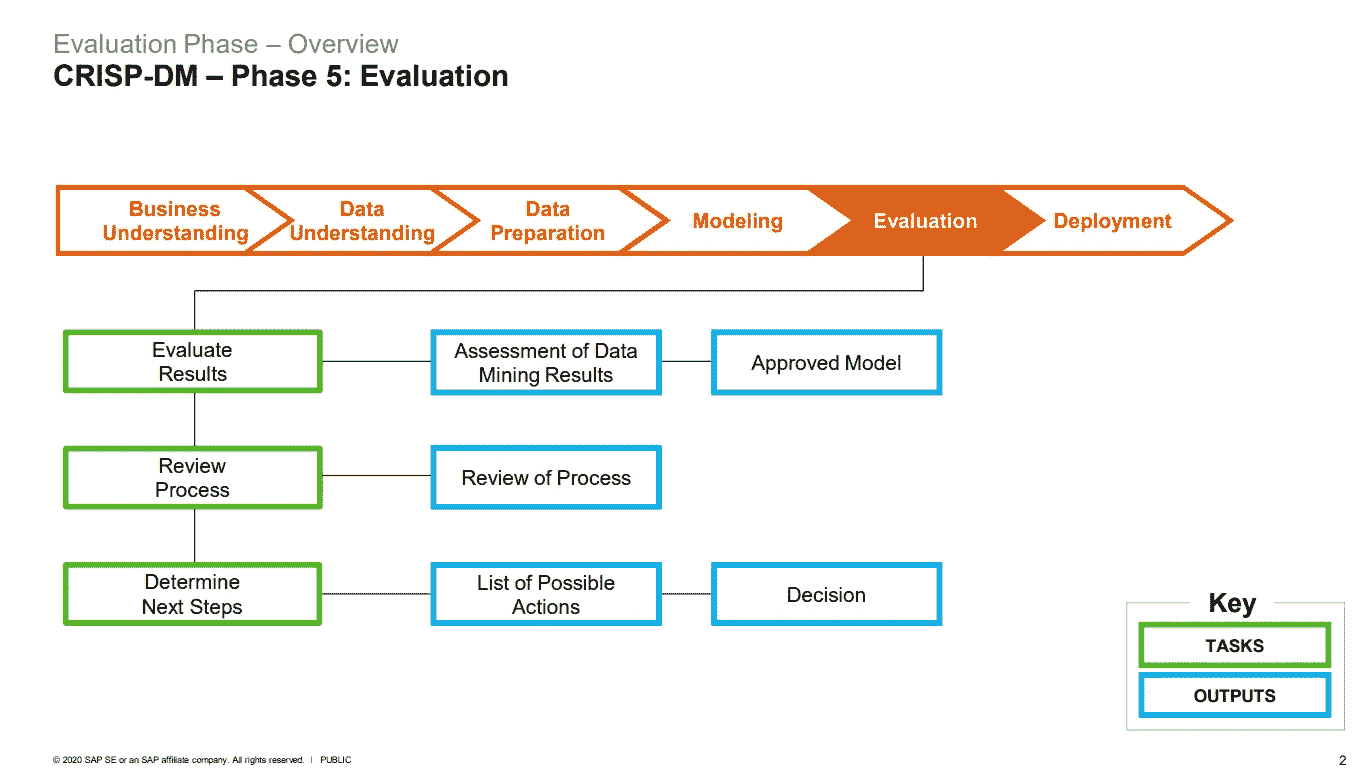 Evaluation Phase – Overview
CRISP-DM – Phase 5: Evaluation
Business
Understanding
Data
Understanding
Data
Preparation
Modeling
Evaluation
Deployment
Evaluate
Results
Assessment of Data
Mining Results
Approved Model
Review
Process
Review of Process
Determine
Next Steps
List of Possible
Actions
Decision
Key
TASKS
OUTPUTS
© 2020 SAP SE or an SAP affiliate company. All rights reserved. | PUBLIC
2